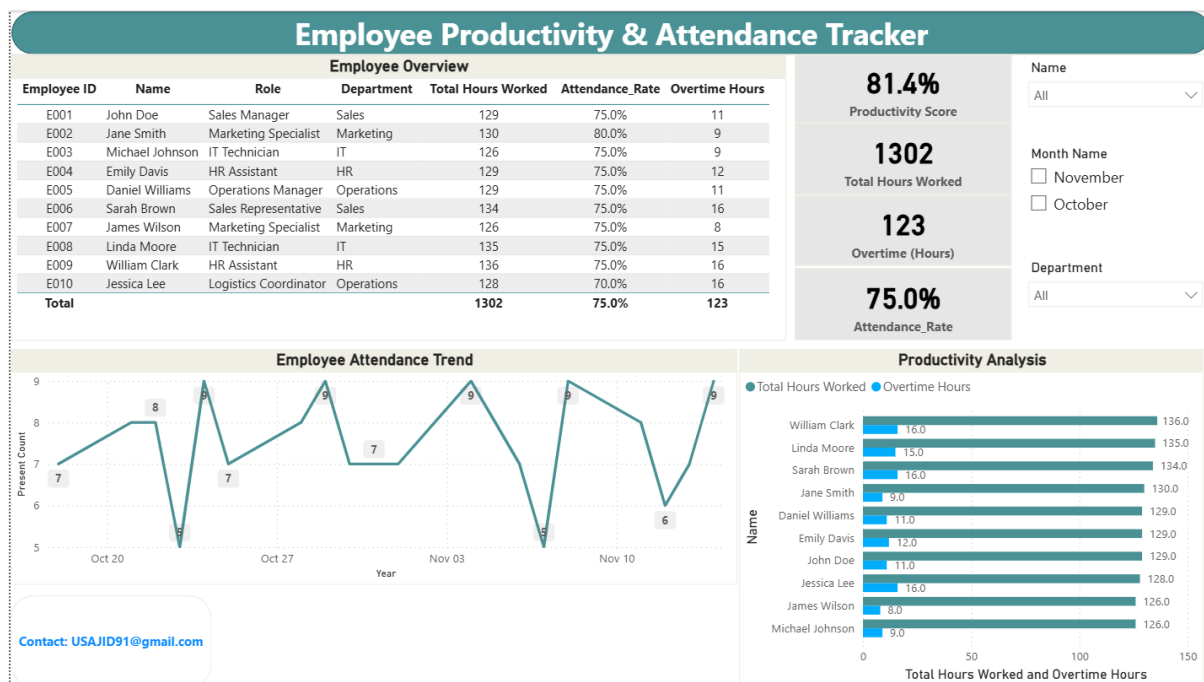 Employee Productivity & Attendance Tracker
Employee Overview
Employee ID Name Role Department Total Hours Worked Attendance_Rate Overtime Hours
E001 John Doe Sales Manager Sales 129 75.0% 11
E002 Jane Smith Marketing Specialist Marketing 130 80.0% 9
E003 Michael Johnson IT Technician IT 126 75.0% 9
E004 Emily Davis HR Assistant HR 129 75.0% 12
E005 Daniel Williams Operations Manager Operations 129 75.0% 11
E006 Sarah Brown Sales Representative Sales 134 75.0% 16
E007 James Wilson Marketing Specialist Marketing 126 75.0% 8
E008 Linda Moore IT Technician IT 135 75.0% 15
E009 William Clark HR Assistant HR 136 75.0% 16
E010 Jessica Lee Logistics Coordinator Operations 128 70.0% 16
Total 1302 75.0% 123
81.4%
Productivity Score
1302
Total Hours Worked
123
Overtime (Hours)
75.0%
Attendance_Rate
Name
All
Month Name
November
October
Department
All
Employee Attendance Trend
Present Count
9
8
7
6
5
7
8
5
9
7
9
7
9
5
9
6
9
Oct 20 Oct 27 Nov 03 Nov 10
Year
Productivity Analysis
Total Hours Worked Overtime Hours
Name
William Clark 136.0
16.0
Linda Moore 135.0
15.0
Sarah Brown 134.0
16.0
Jane Smith 130.0
9.0
Daniel Williams 129.0
11.0
Emily Davis 129.0
12.0
John Doe 129.0
11.0
Jessica Lee 128.0
16.0
James Wilson 126.0
8.0
Michael Johnson 126.0
9.0
0 50 100 150
Total Hours Worked and Overtime Hours
Contact: USAJID91@gmail.com